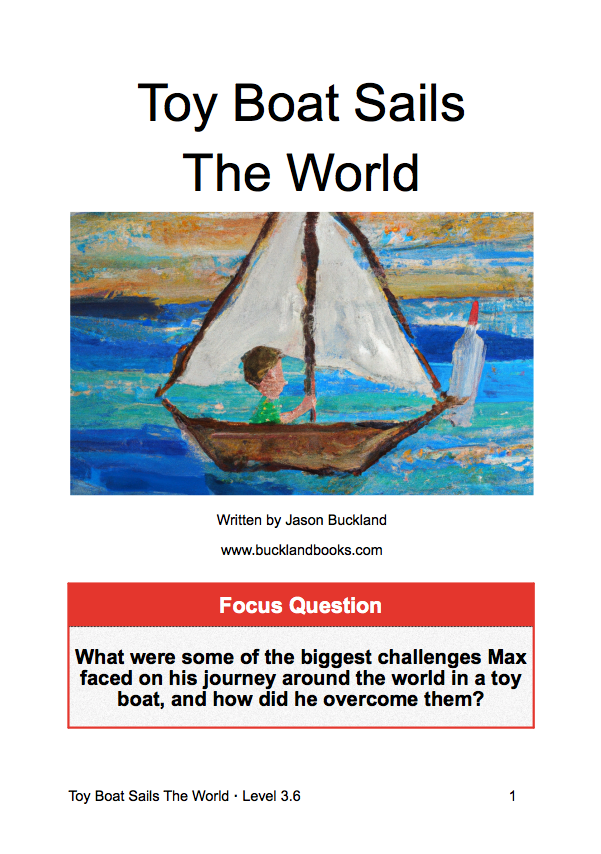 Toy Boat Sails
The World
Written by Jason Buckland
www.bucklandbooks.com
Focus Question
What were some of the biggest challenges Max
faced on his journey around the world in a toy
boat, and how did he overcome them?
Toy Boat Sails The World · Level 3.6 1